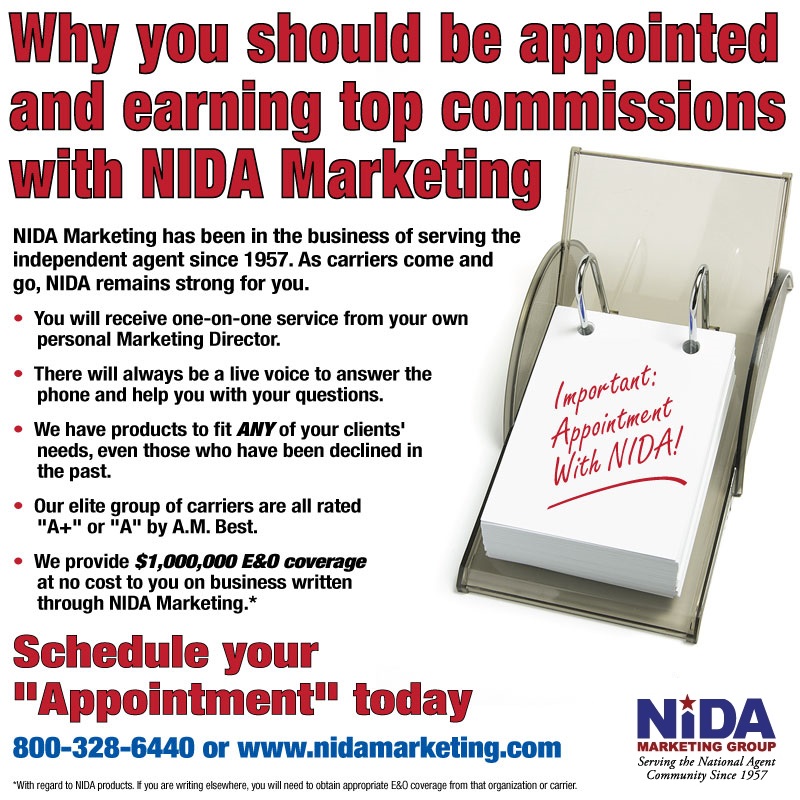 Why you should be appointed
and earning top commissions
with NIDA Marketing
NIDA Marketing has been in the business of serving the
independent agent since 1957. As carriers come and
go, NIDA remains strong for you.
• You will receive one-on-one service from your own
personal Marketing Director.
• There will always be a live voice to answer the
phone and help you with your questions.
• We have products to fit ANY of your clients'
needs, even those who have been declined in
the past.
• Our elite group of carriers are all rated
"A+" or "A" by A.M. Best.
• We provide $1,000,000 E&O coverage
at no cost to you on business written
through NIDA Marketing.*
Important:
Appointment
With NIDA!
Schedule your
"Appointment" today
800-328-6440 or www.nidamarketing.com
NiDA
MARKETING GROUP
Serving the National Agent
Community Since 1957
*With regard to NIDA products. If you are writing elsewhere, you will need to obtain appropriate E&O coverage from that organization or carrier.